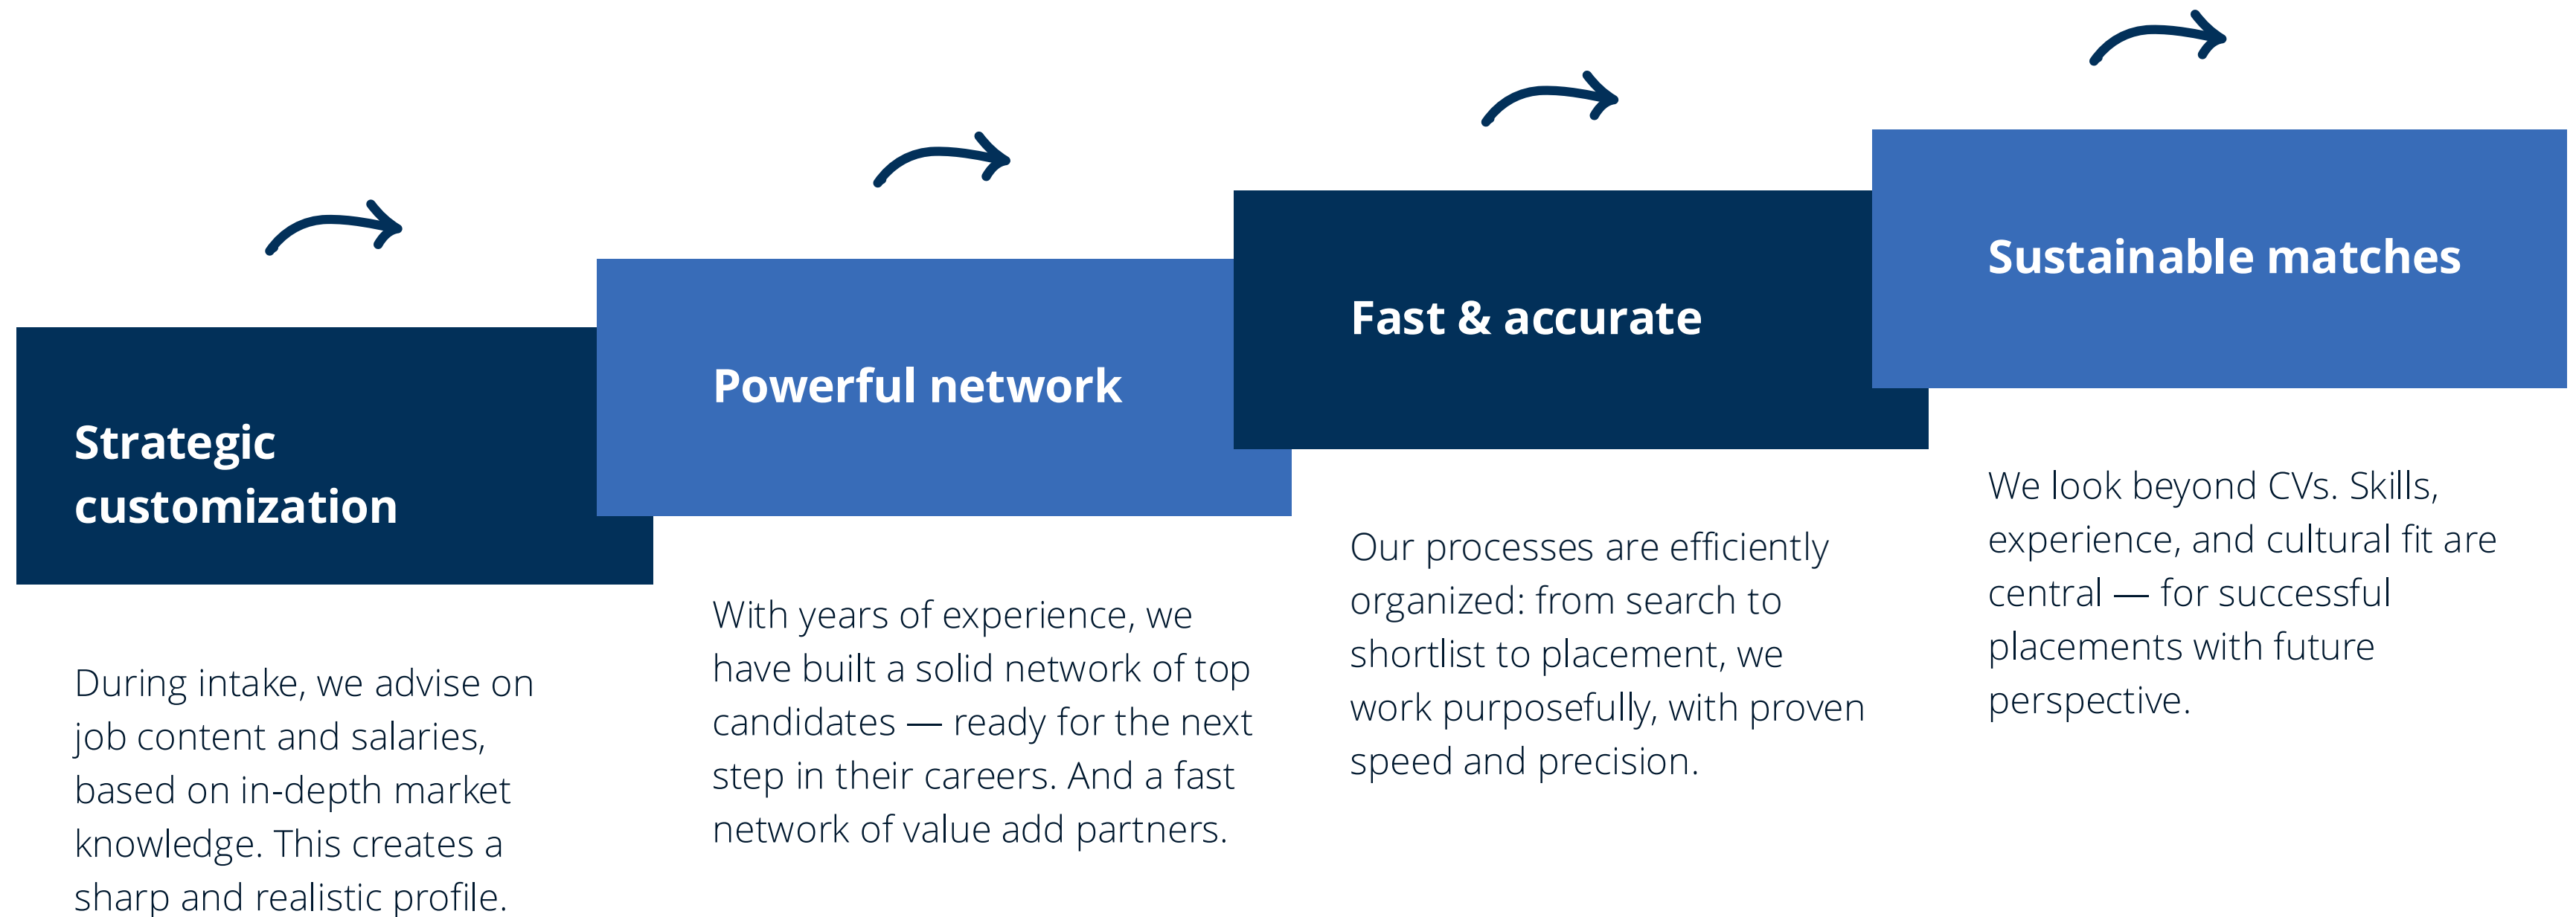 Strategic
customization
During intake, we advise on
job content and salaries,
based on in-depth market
knowledge. This creates a
sharp and realistic profile.
Powerful network
With years of experience, we
have built a solid network of top
candidates — ready for the next
step in their careers. And a fast
network of value add partners.
Fast & accurate
Our processes are efficiently
organized: from search to
shortlist to placement, we
work purposefully, with proven
speed and precision.
Sustainable matches
We look beyond CVs. Skills,
experience, and cultural fit are
central — for successful
placements with future
perspective.